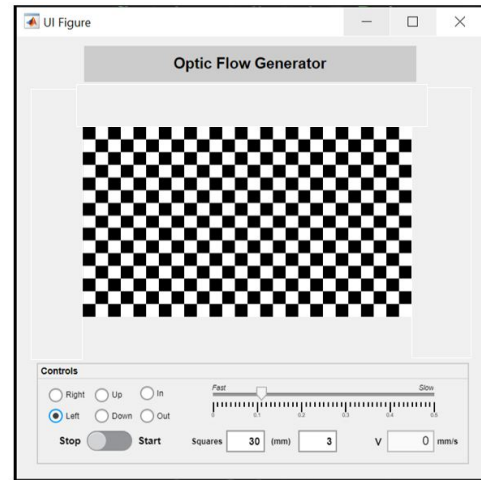 UI Figure
Optic Flow Generator
Controls
Right Up In
Left Down Out
Fast Slow
0 0.1 0.2 0.3 0.4 0.5
Stop Start Squares 30 (mm) 3 V 0 mm/s